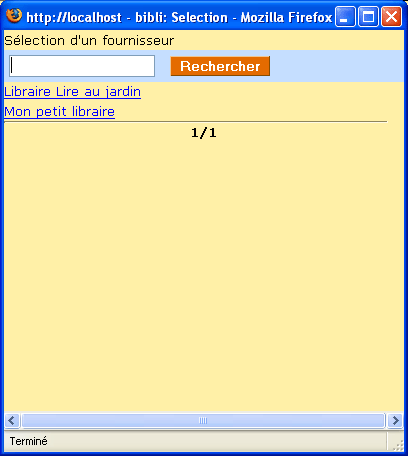 http://localhost - bibli: Selection - Mozilla Firefox
Sélection d'un fournisseur
Rechercher
Libraire Lire au jardin
Mon petit libraire
1/1
Terminé